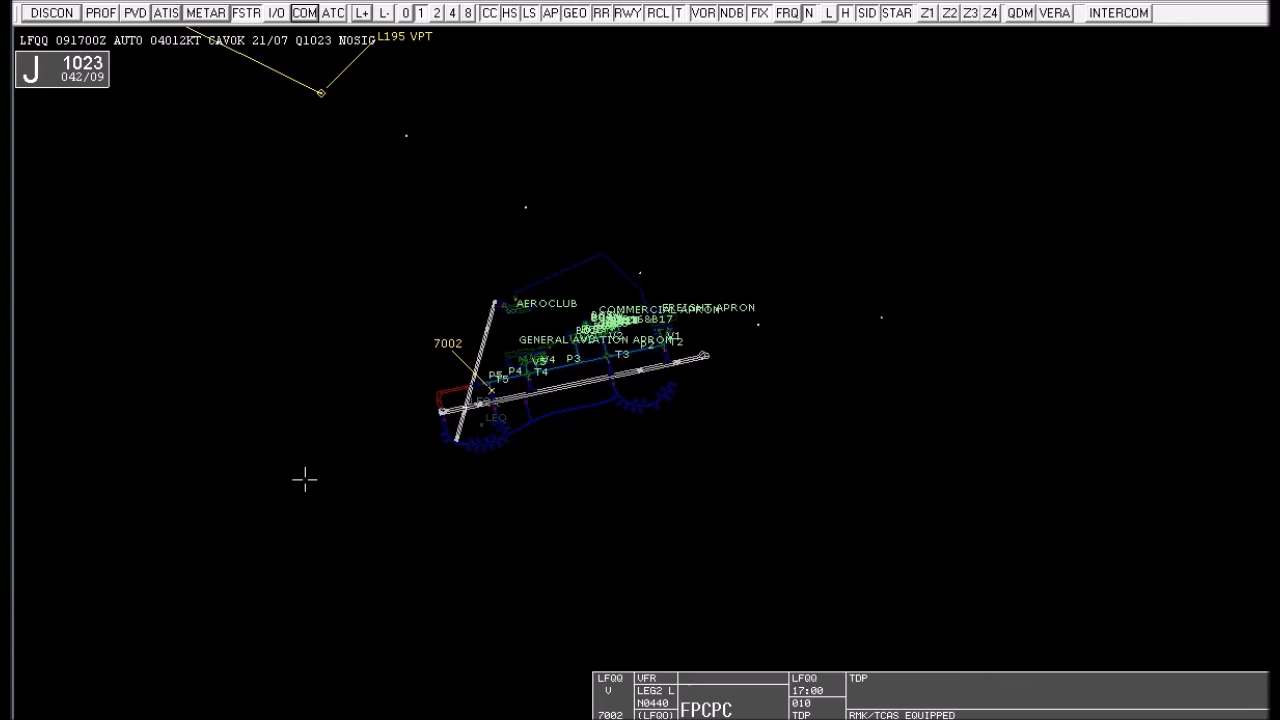 DISCON PROF PVD ATIS METAR FSTR I/O COM ATC L+ L- 0 1 2 4 8 CC HS LS AP GEO RR RWY RCL T VOR NDB FIX FRQ N L H SID STAR Z1 Z2 Z3 Z4 QDM VERA INTERCOM
LFQQ 091700Z AUTO 04012KT CAVOK 21/07 Q1023 NOSIG
L195 VPT
J 1023
042/09
AEROCLUB
COMMERCIAL APRON
FREIGHT APRON
GENERAL AVIATION APRON
7002
P2
T2
V1
T3
P3
P4
T4
P5
T5
LEQ
LFQQ VFR LFQQ TDP
V LEG2 L 17:00
N0440 FPCPC 010
7002 (LFQQ) TDP RMK/TCAS EQUIPPED